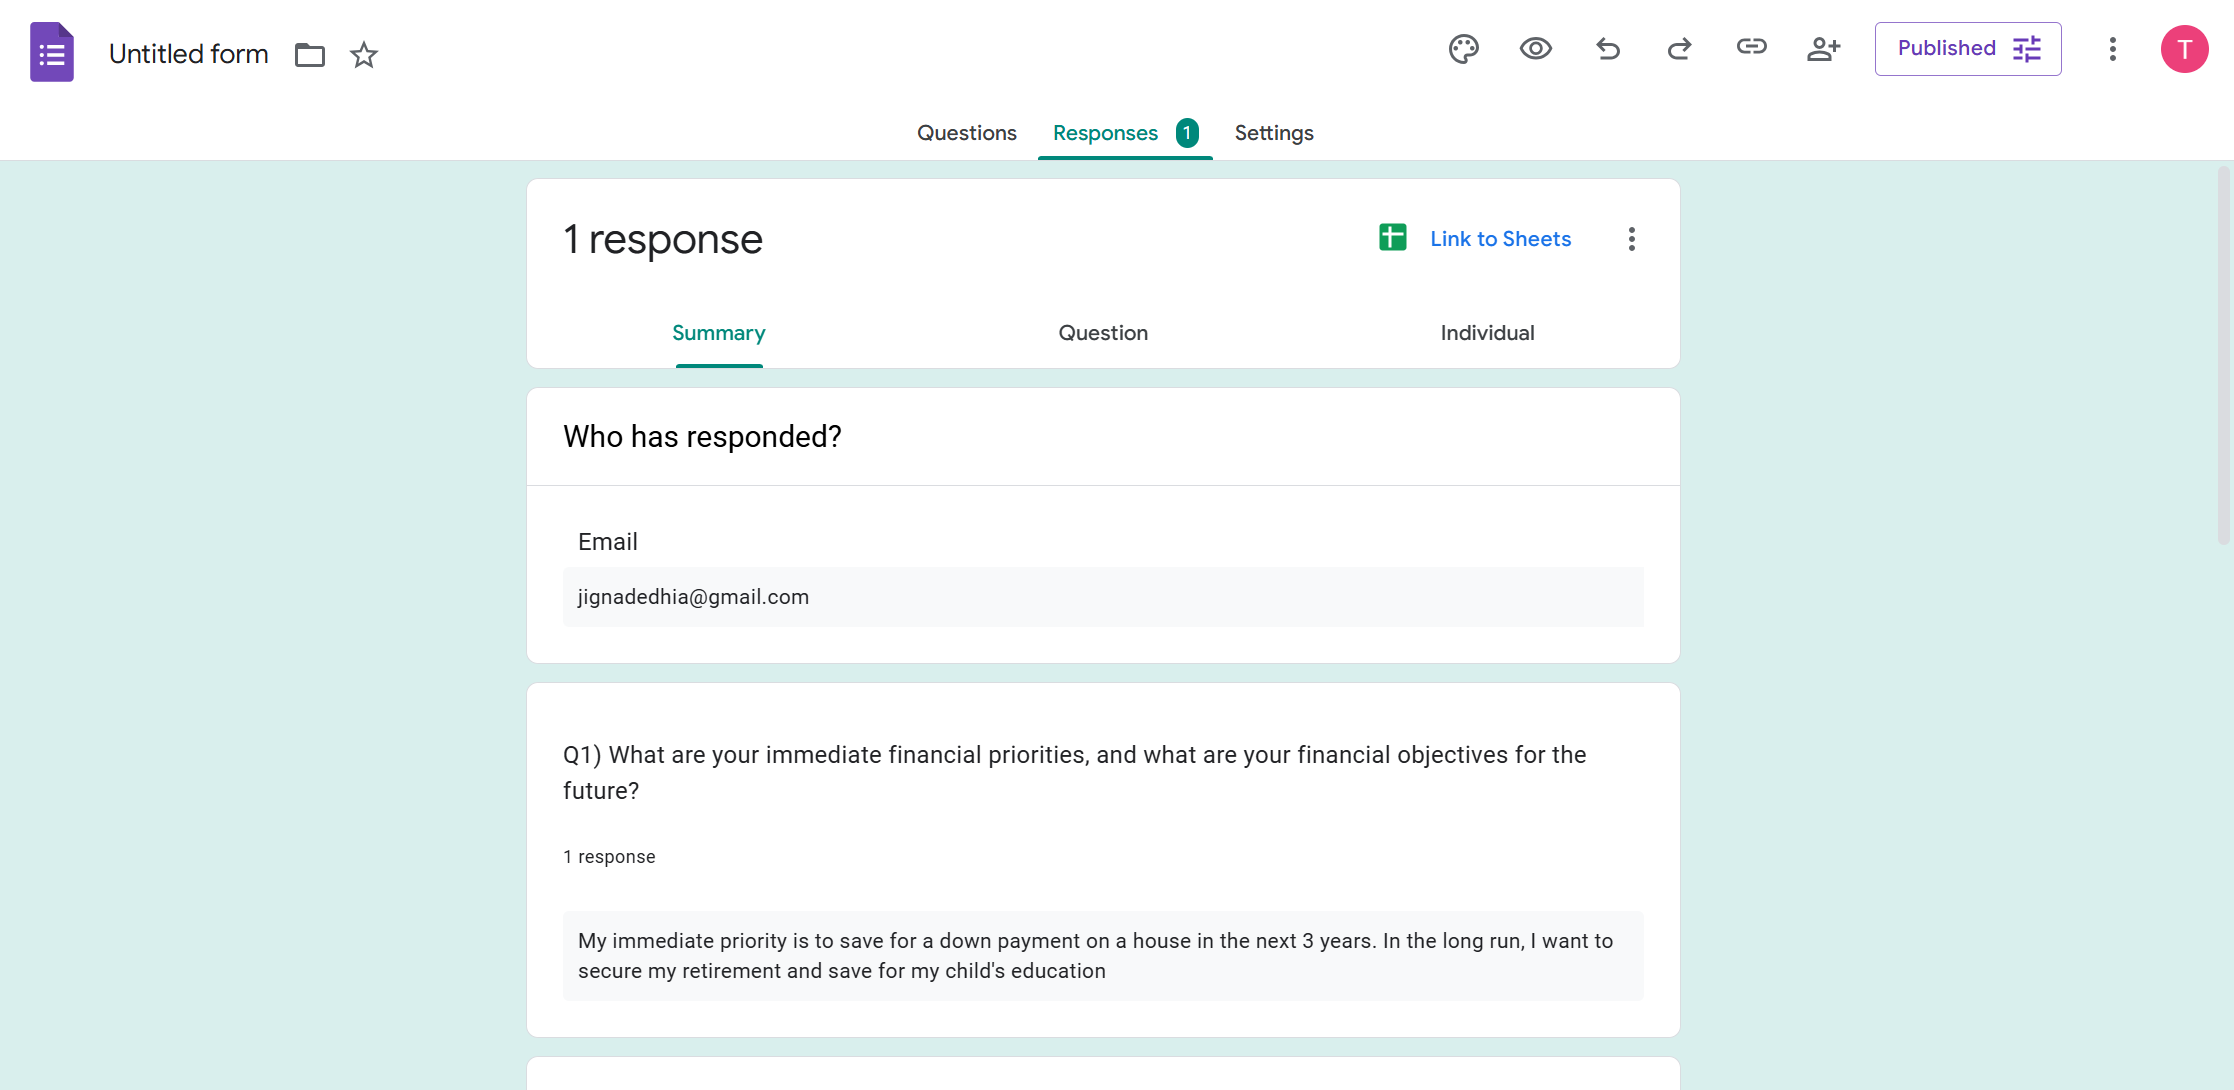 Untitled form
Published
T
Questions
Responses 1
Settings
1 response
Link to Sheets
Summary
Question
Individual
Who has responded?
Email
jignadedhia@gmail.com
Q1) What are your immediate financial priorities, and what are your financial objectives for the
future?
1 response
My immediate priority is to save for a down payment on a house in the next 3 years. In the long run, I want to
secure my retirement and save for my child's education